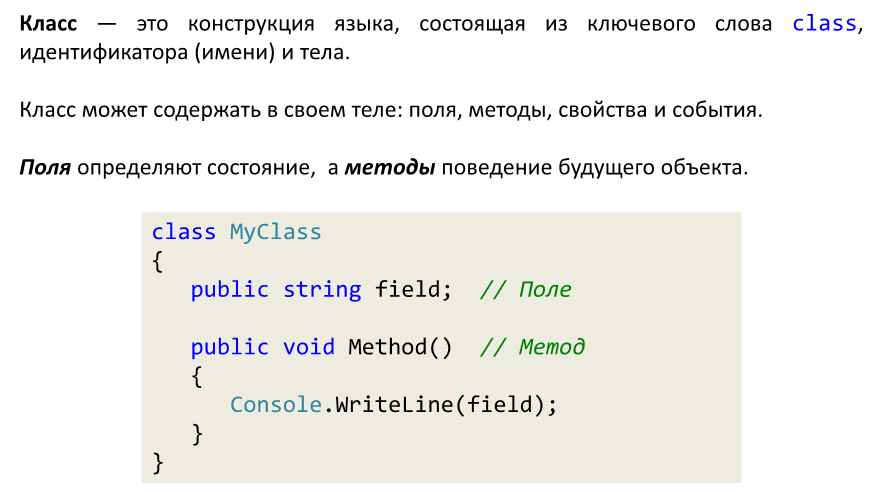 Класс — это конструкция языка, состоящая из ключевого слова class,
идентификатора (имени) и тела.
Класс может содержать в своем теле: поля, методы, свойства и события.
Поля определяют состояние, а методы поведение будущего объекта.
class MyClass
{
public string field; // Поле
public void Method() // Метод
{
Console.WriteLine(field);
}
}